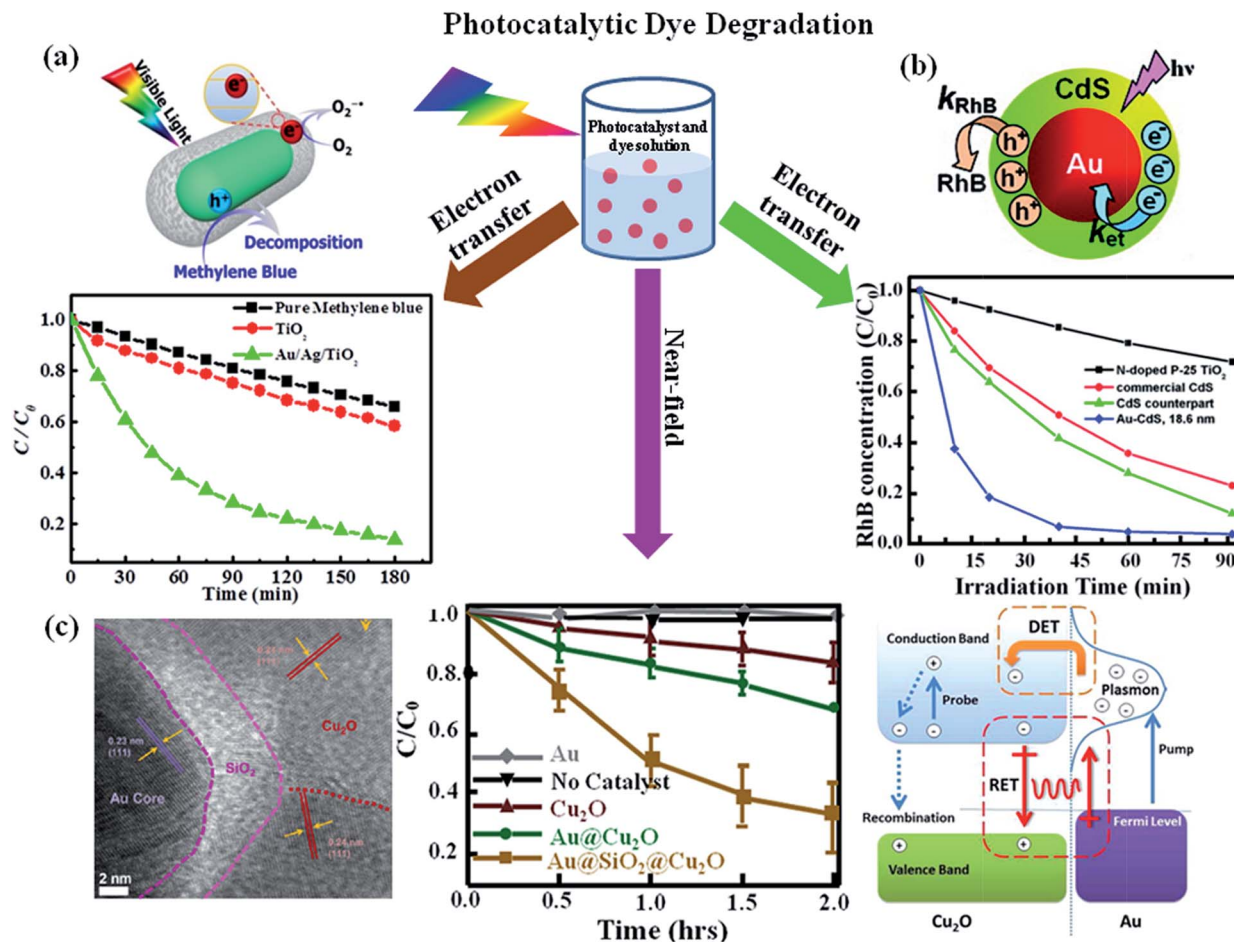 Photocatalytic Dye Degradation
(a)
Visible Light
e⁻
e⁻
O₂⁻•
O₂
h⁺
Decomposition
Methylene Blue
Photocatalyst and
dye solution
Electron
transfer
Near-field
Electron
transfer
(b)
hν
CdS
kRhB
RhB
h⁺
h⁺
h⁺
Au
e⁻
e⁻
e⁻
ket
Pure Methylene blue
TiO₂
Au/Ag/TiO₂
C/C₀
1.0
0.8
0.6
0.4
0.2
0
30
60
90
120
150
180
Time (min)
N-doped P-25 TiO₂
commercial CdS
CdS counterpart
Au-CdS, 18.6 nm
RhB concentration (C/C₀)
1.0
0.8
0.6
0.4
0.2
0.0
0
15
30
45
60
75
90
Irradiation Time (min)
(c)
0.24 nm
(111)
Cu₂O
0.23 nm
(111)
SiO₂
Au Core
0.24 nm
(111)
2 nm
C/C₀
1.0
0.8
0.6
0.4
0.2
Au
No Catalyst
Cu₂O
Au@Cu₂O
Au@SiO₂@Cu₂O
0.0
0.5
1.0
1.5
2.0
Time (hrs)
Conduction Band
DET
Plasmon
Probe
Pump
RET
Recombination
Fermi Level
Valence Band
Cu₂O
Au